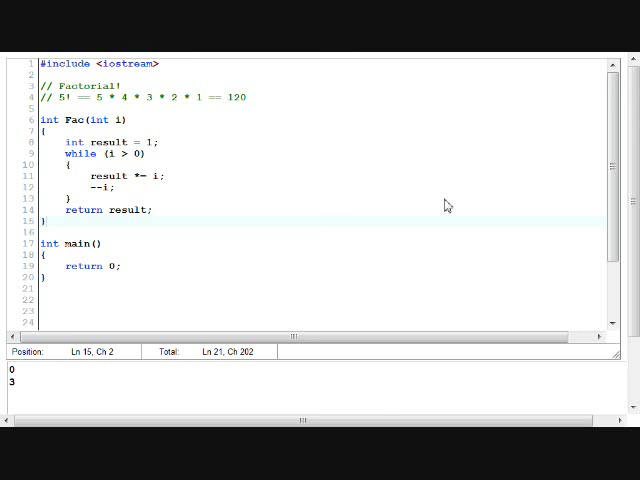 1 #include <iostream>
2
3 // Factorial!
4 // 5! == 5 * 4 * 3 * 2 * 1 == 120
5
6 int Fac(int i)
7 {
8 int result = 1;
9 while (i > 0)
10 {
11 result *= i;
12 --i;
13 }
14 return result;
15 }
16
17 int main()
18 {
19 return 0;
20 }
21
22
23
24
Position: Ln 15, Ch 2 Total: Ln 21, Ch 202
0
3